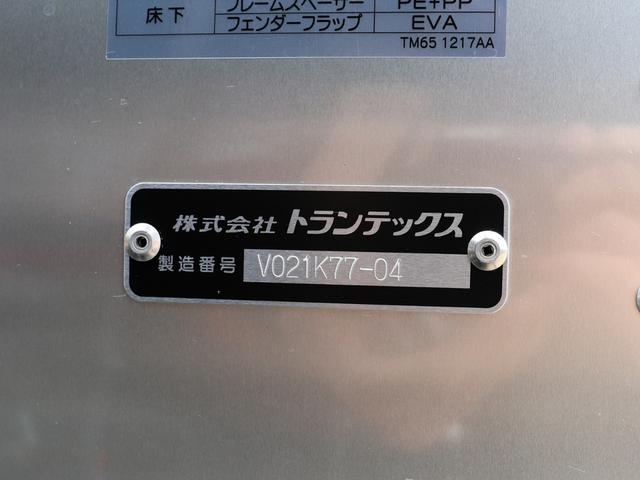 床下
フレームスペーサー PE+PP
フェンダーフラップ EVA
TM65 1217AA
株式会社 トランテックス
製造番号 V021K77-04